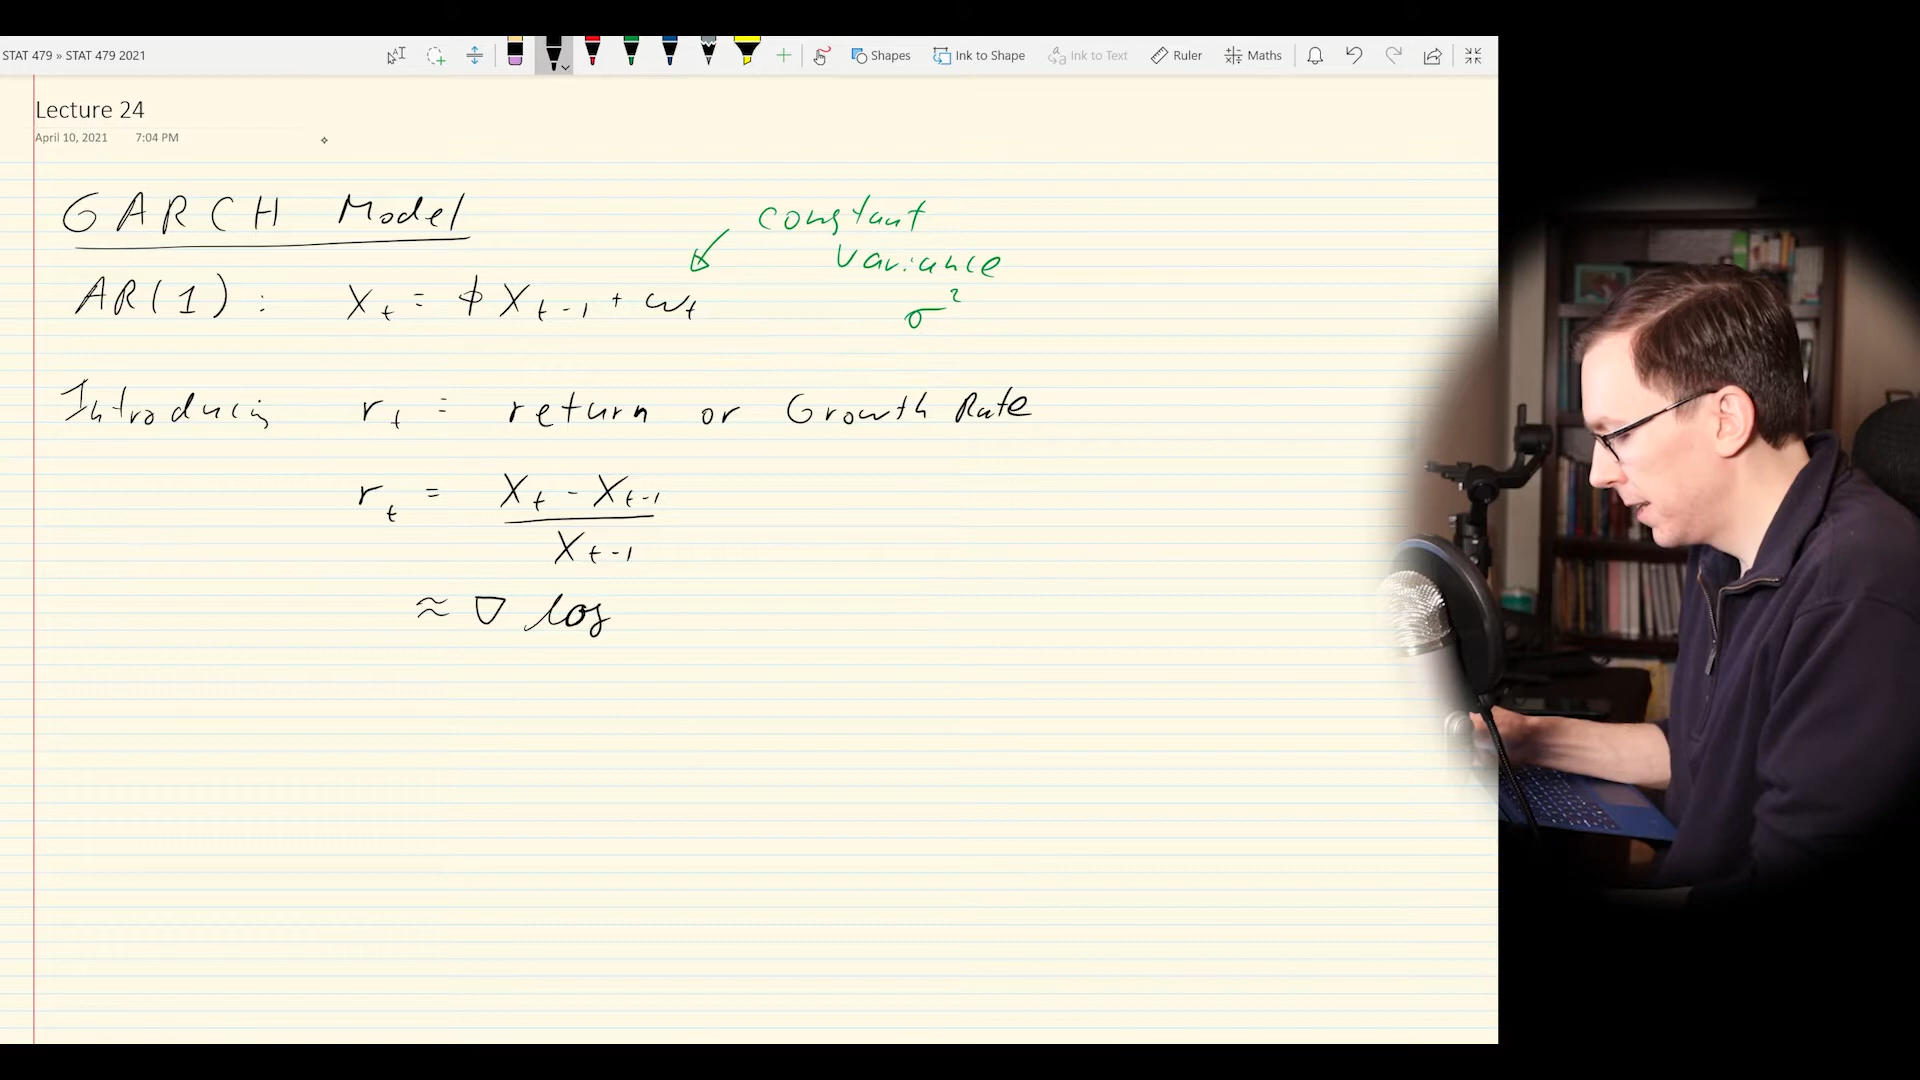 STAT 479 » STAT 479 2021
Shapes Ink to Shape Ink to Text Ruler Maths
Lecture 24
April 10, 2021 7:04 PM
GARCH Model
constant
variance
σ²
AR(1) : Xₜ = φ Xₜ₋₁ + ωₜ
Introducing rₜ = return or Growth Rate
rₜ = Xₜ - Xₜ₋₁
Xₜ₋₁
≈ ∇ log